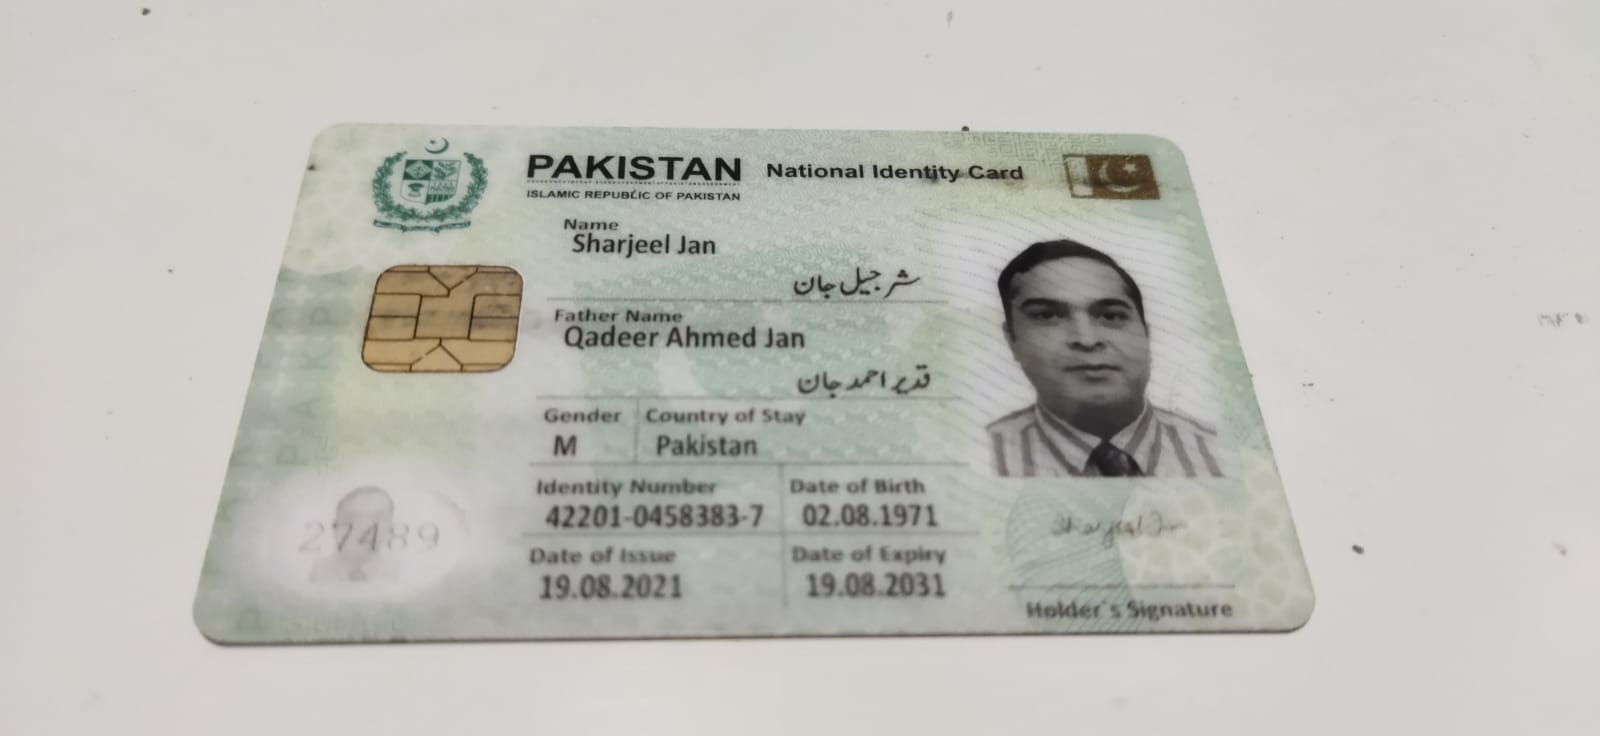 PAKISTAN National Identity Card
ISLAMIC REPUBLIC OF PAKISTAN
Name
Sharjeel Jan
شرجیل جان
Father Name
Qadeer Ahmed Jan
قدیر احمد جان
Gender Country of Stay
M Pakistan
Identity Number Date of Birth
42201-0458383-7 02.08.1971
Date of Issue Date of Expiry
19.08.2021 19.08.2031
27489
Sharjeel Jan
Holder's Signature